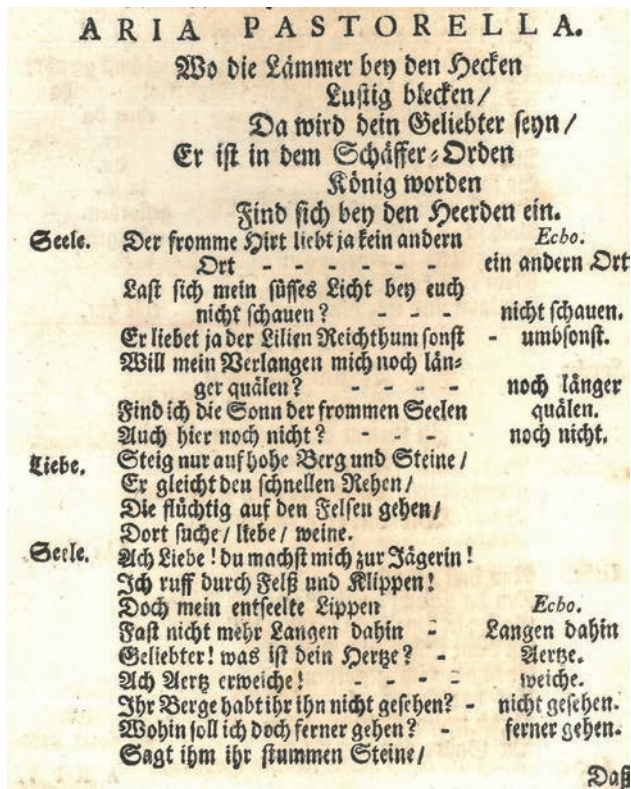 ARIA PASTORELLA.
Wo die Lämmer bey den Hecken
Lustig blecken/
Da wird dein Geliebter seyn/
Er ist in dem Schäffer-Orden
König worden
Find sich bey den Heerden ein.
Seele. Der fromme Hirt liebt ja kein andern Echo.
Ort - - - - - - ein andern Ort
Last sich mein süsses Licht bey euch
nicht schauen? - - - nicht schauen.
Er liebet ja der Lilien Reichthum sonst - umbsonst.
Will mein Verlangen mich noch län-
ger quälen? - - - - noch länger
Find ich die Sonn der frommen Seelen quälen.
Auch hier noch nicht? - - - noch nicht.
Liebe. Steig nur auf hohe Berg und Steine/
Er gleicht den schnellen Rehen/
Die flüchtig auf den Felsen gehen/
Dort suche/ liebe/ weine.
Seele. Ach Liebe! du machst mich zur Jägerin!
Ich ruff durch Felß und Klippen!
Doch mein entseelte Lippen Echo.
Fast nicht mehr Langen dahin - Langen dahin
Geliebter! was ist dein Hertze? - Aertze.
Ach Aertz erweiche! - - - - weiche.
Ihr Berge habt ihr ihn nicht gesehen? - nicht gesehen.
Wohin soll ich doch ferner gehen? - ferner gehen.
Sagt ihm ihr stummen Steine/
Daß